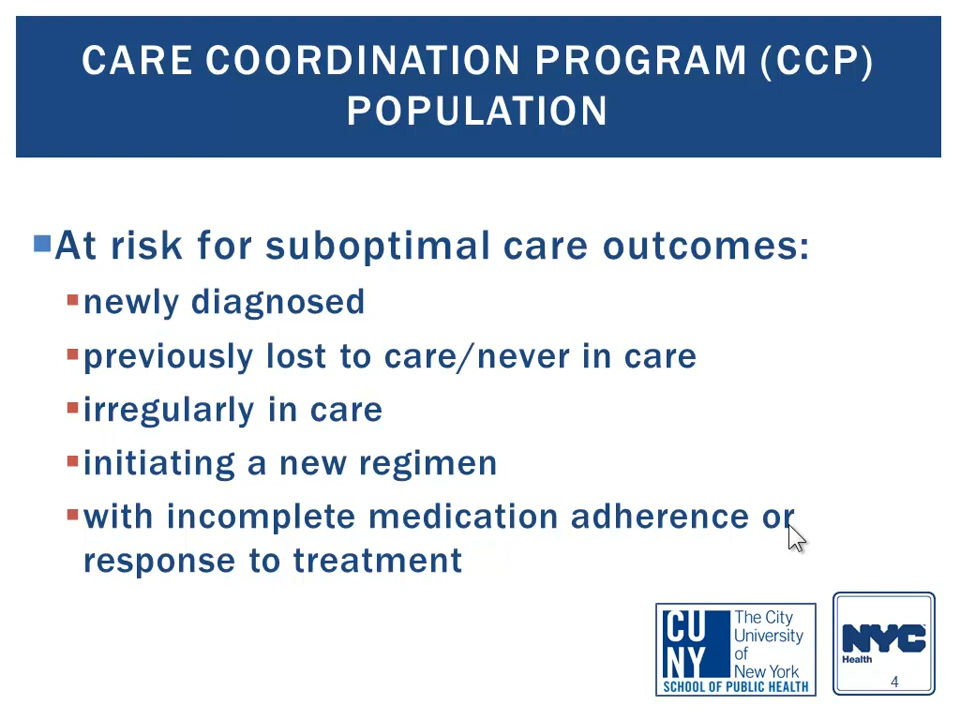 CARE COORDINATION PROGRAM (CCP)
POPULATION
At risk for suboptimal care outcomes:
newly diagnosed
previously lost to care/never in care
irregularly in care
initiating a new regimen
with incomplete medication adherence or
response to treatment
CU
NY
The City
University
of
New York
SCHOOL OF PUBLIC HEALTH
NYC
Health
4